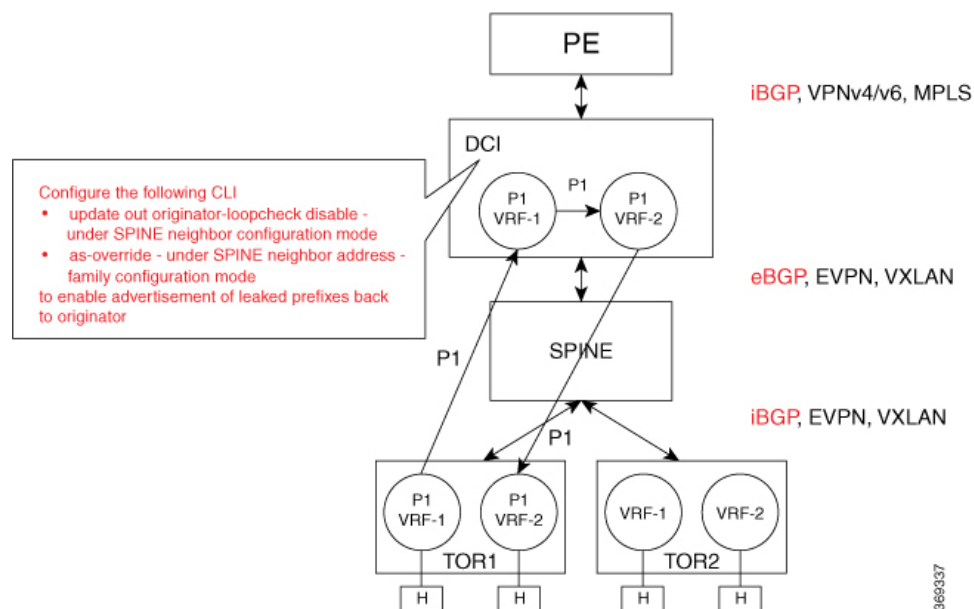 PE
iBGP, VPNv4/v6, MPLS
DCI
P1
VRF-1
P1
P1
VRF-2
Configure the following CLI
• update out originator-loopcheck disable -
under SPINE neighbor configuration mode
• as-override - under SPINE neighbor address -
family configuration mode
to enable advertisement of leaked prefixes back
to originator
eBGP, EVPN, VXLAN
SPINE
P1
iBGP, EVPN, VXLAN
P1
P1
VRF-1
P1
VRF-2
TOR1
VRF-1
VRF-2
TOR2
H
H
H
H
369337